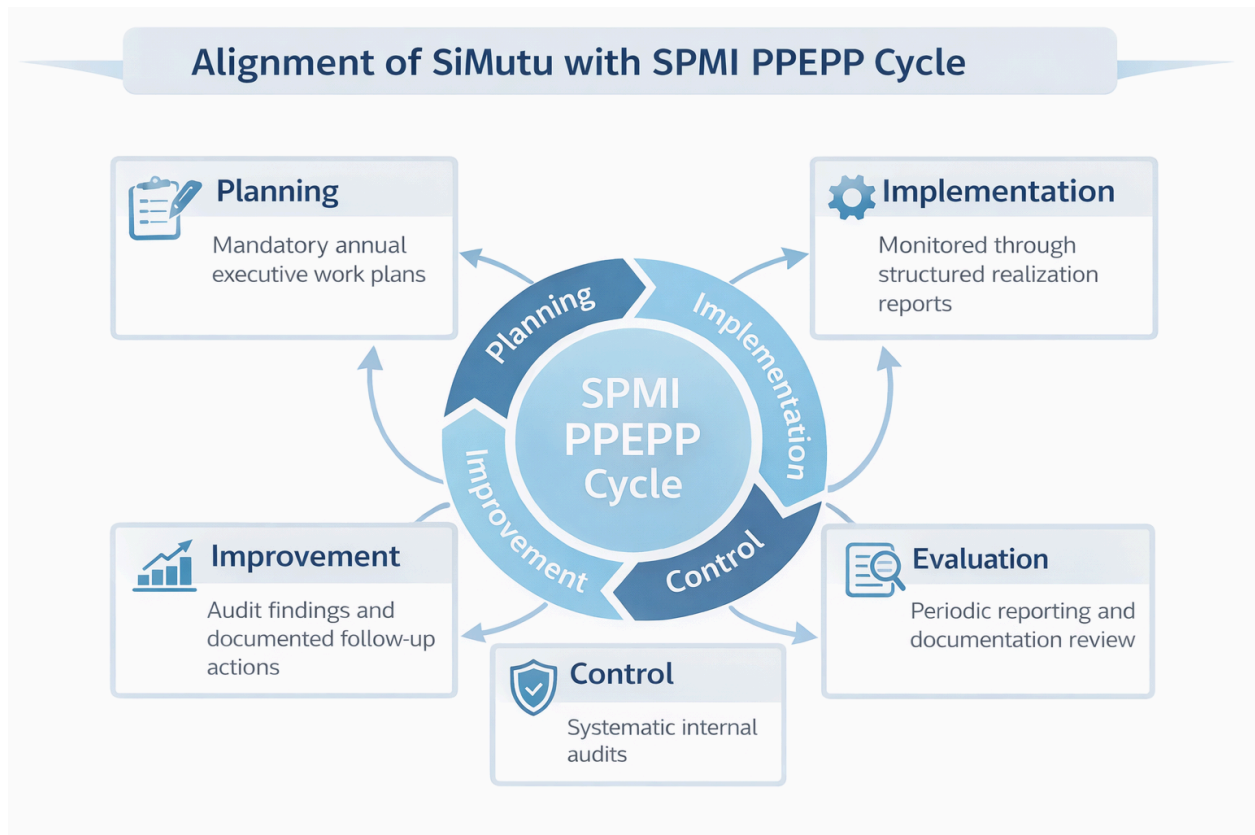 Alignment of SiMutu with SPMI PPEPP Cycle
Planning
Mandatory annual
executive work plans
Implementation
Monitored through
structured realization
reports
Planning
Implementation
Control
Improvement
SPMI
PPEPP
Cycle
Improvement
Audit findings and
documented follow-up
actions
Evaluation
Periodic reporting and
documentation review
Control
Systematic internal
audits